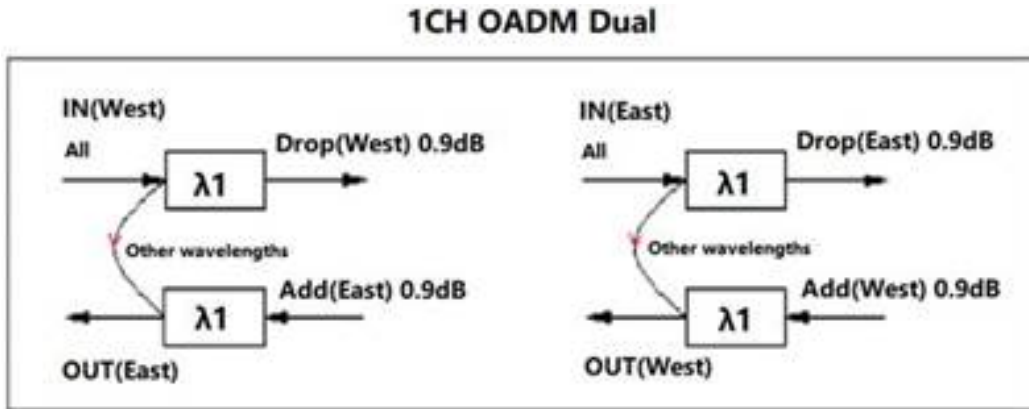 1CH OADM Dual
IN(West)
All
λ1
Drop(West) 0.9dB
Other wavelengths
λ1
Add(East) 0.9dB
OUT(East)
IN(East)
All
λ1
Drop(East) 0.9dB
Other wavelengths
λ1
Add(West) 0.9dB
OUT(West)